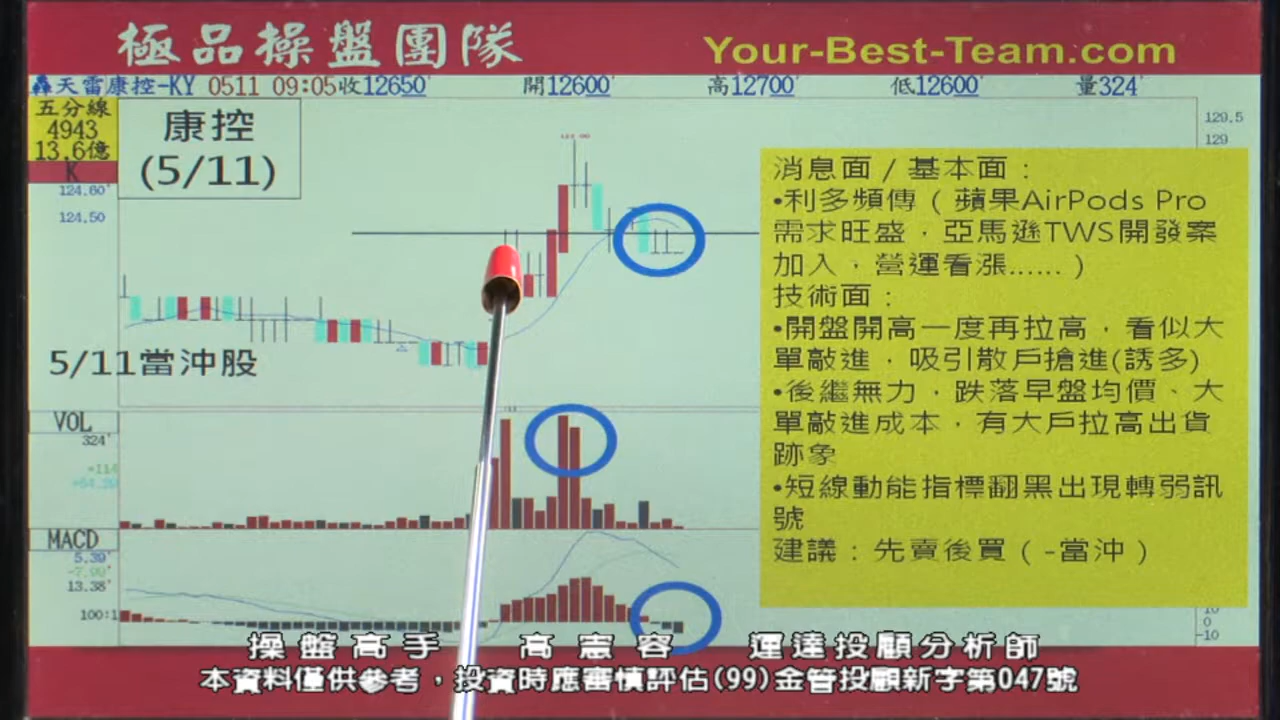 極品操盤團隊
Your-Best-Team.com
轟天雷康控-KY 0511 09:05收12650 開12600 高12700 低12600 量324
五分線
4943
13.6億
K
康控
(5/11)
129.5
129
124.60
124.50
消息面 / 基本面：
•利多頻傳（蘋果AirPods Pro
需求旺盛，亞馬遜TWS開發案
加入，營運看漲......）
技術面：
•開盤開高一度再拉高，看似大
單敲進，吸引散戶搶進(誘多)
•後繼無力，跌落早盤均價、大
單敲進成本，有大戶拉高出貨
跡象
•短線動能指標翻黑出現轉弱訊
號
建議：先賣後買（-當沖）
5/11當沖股
VOL
324
MACD
5.39
-7.99
13.38
100:1
10
0
-10
操盤高手 高憲容 運達投顧分析師
本資料僅供參考，投資時應審慎評估(99)金管投顧新字第047號